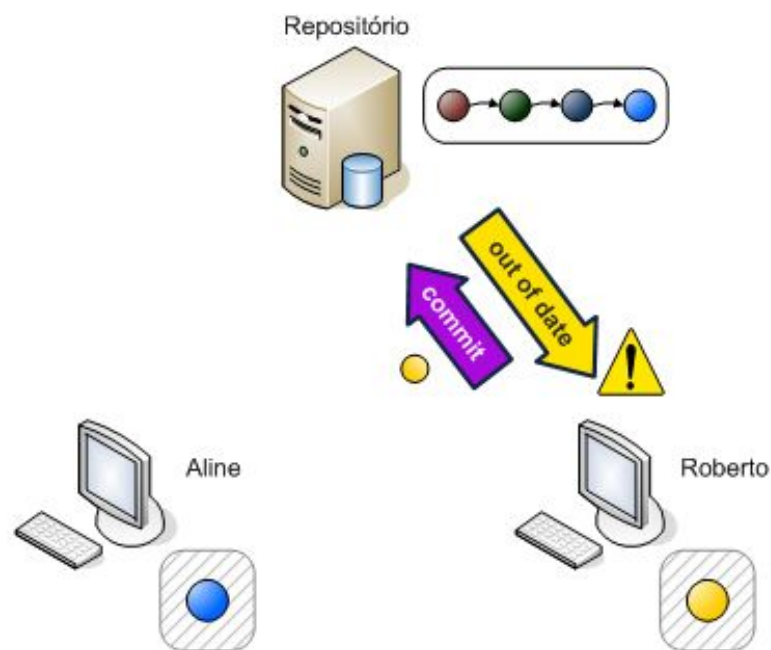 Repositório
out of date
commit
!
Aline
Roberto